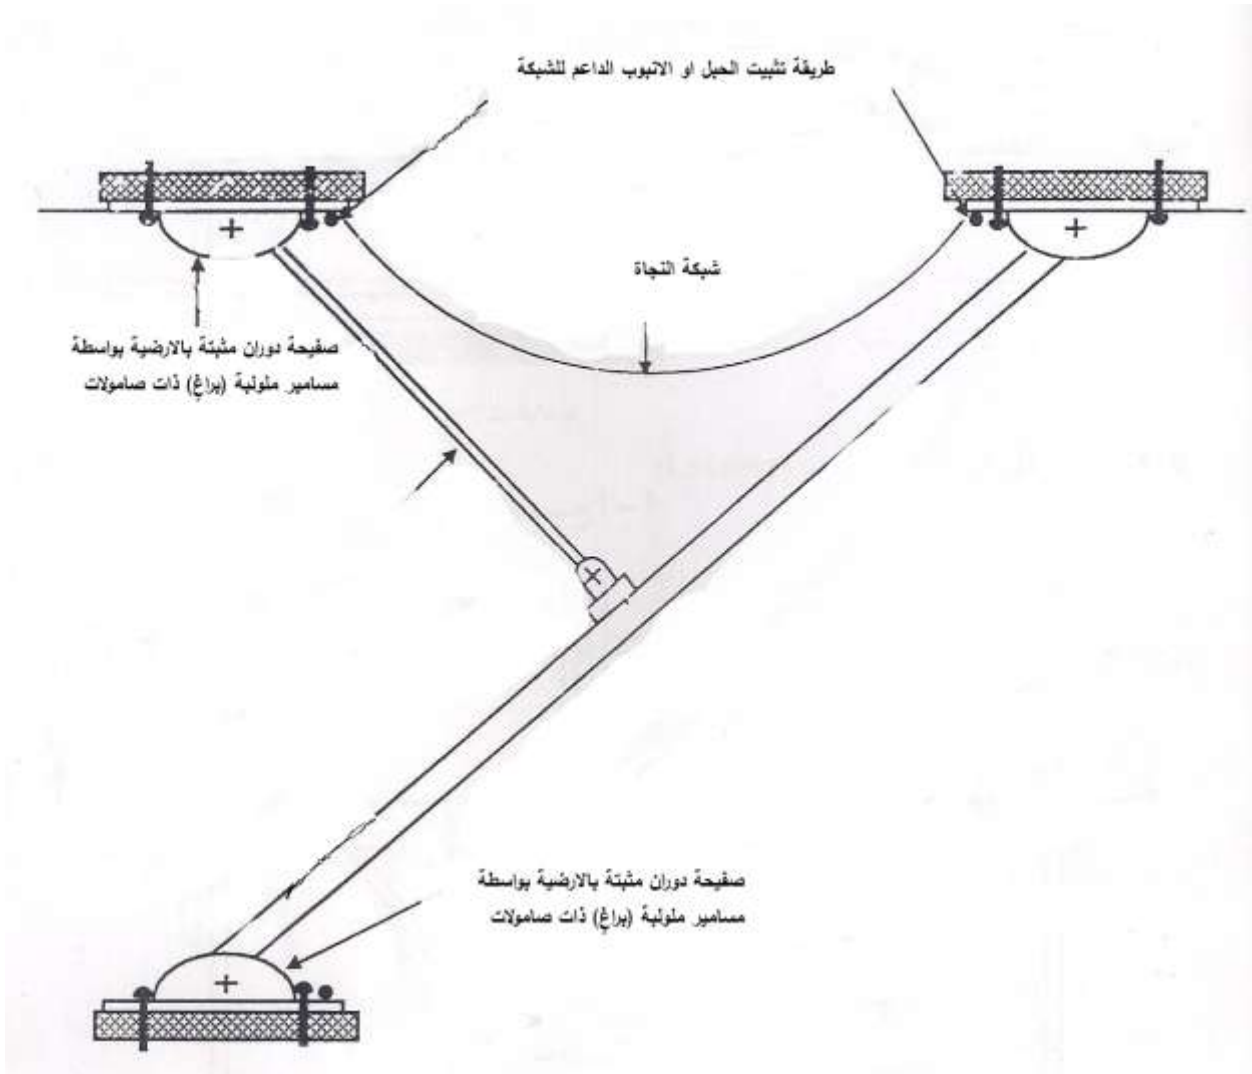 طريقة تثبيت الحبل او الانبوب الداعم للشبكة
شبكة النجاة
صفيحة دوران مثبتة بالارضية بواسطة
مسامير ملولبة (براغٍ) ذات صامولات
صفيحة دوران مثبتة بالارضية بواسطة
مسامير ملولبة (براغٍ) ذات صامولات